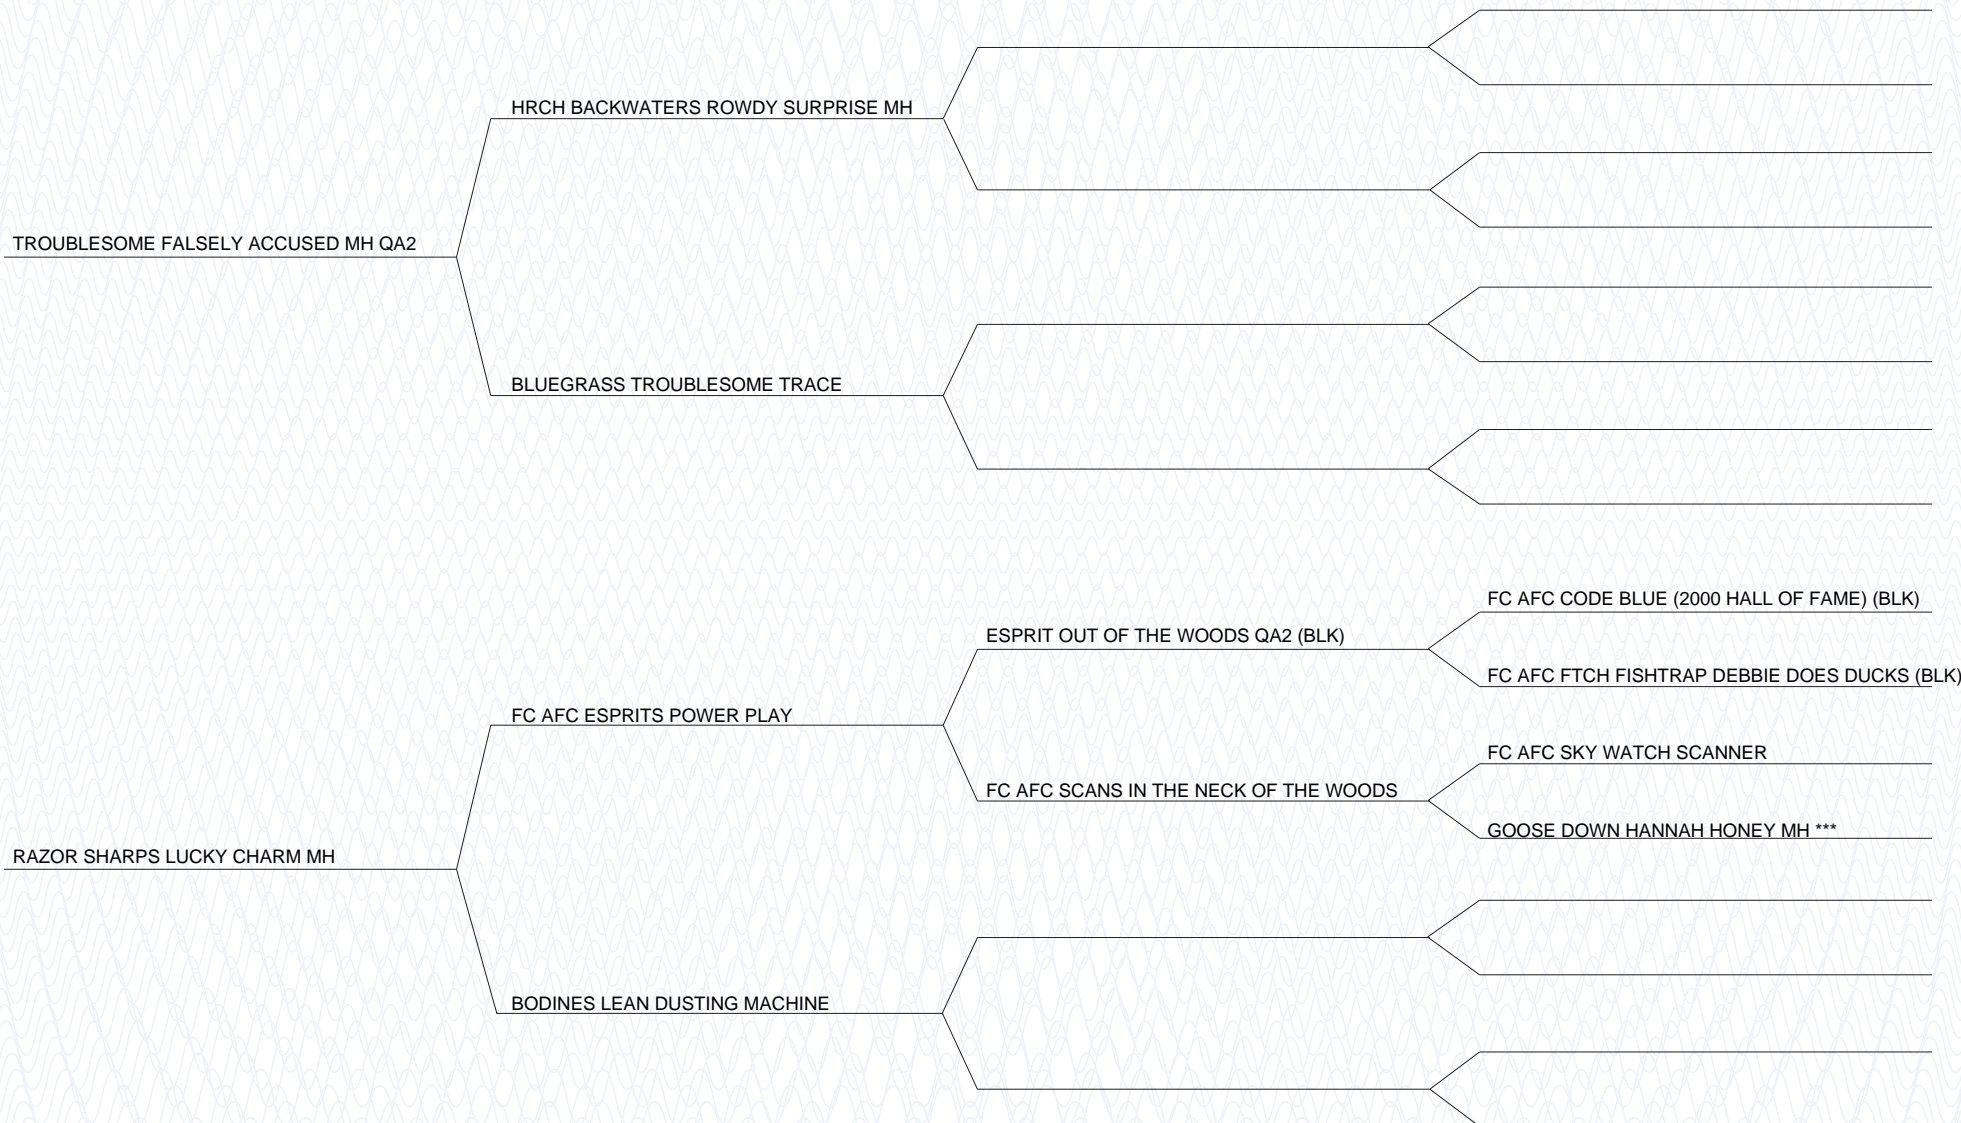 HRCH BACKWATERS ROWDY SURPRISE MH
TROUBLESOME FALSELY ACCUSED MH QA2
BLUEGRASS TROUBLESOME TRACE
FC AFC CODE BLUE (2000 HALL OF FAME) (BLK)
ESPRIT OUT OF THE WOODS QA2 (BLK)
FC AFC FTCH FISHTRAP DEBBIE DOES DUCKS (BLK)
FC AFC ESPRITS POWER PLAY
FC AFC SKY WATCH SCANNER
FC AFC SCANS IN THE NECK OF THE WOODS
GOOSE DOWN HANNAH HONEY MH ***
RAZOR SHARPS LUCKY CHARM MH
BODINES LEAN DUSTING MACHINE